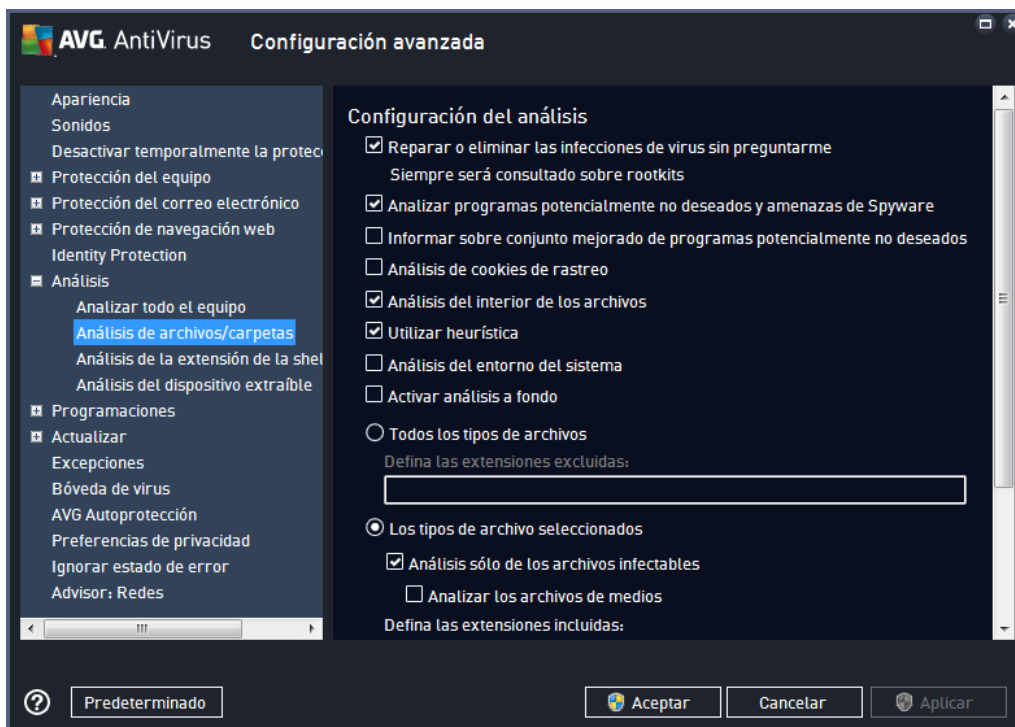 AVG. AntiVirus Configuración avanzada
Apariencia
Sonidos
Desactivar temporalmente la protec
Protección del equipo
Protección del correo electrónico
Protección de navegación web
Identity Protection
Análisis
Analizar todo el equipo
Análisis de archivos/carpetas
Análisis de la extensión de la shel
Análisis del dispositivo extraíble
Programaciones
Actualizar
Excepciones
Bóveda de virus
AVG Autoprotección
Preferencias de privacidad
Ignorar estado de error
Advisor: Redes
Configuración del análisis
Reparar o eliminar las infecciones de virus sin preguntarme
Siempre será consultado sobre rootkits
Analizar programas potencialmente no deseados y amenazas de Spyware
Informar sobre conjunto mejorado de programas potencialmente no deseados
Análisis de cookies de rastreo
Análisis del interior de los archivos
Utilizar heurística
Análisis del entorno del sistema
Activar análisis a fondo
Todos los tipos de archivos
Defina las extensiones excluidas:
Los tipos de archivo seleccionados
Análisis sólo de los archivos infectables
Analizar los archivos de medios
Defina las extensiones incluidas:
? Predeterminado Aceptar Cancelar Aplicar